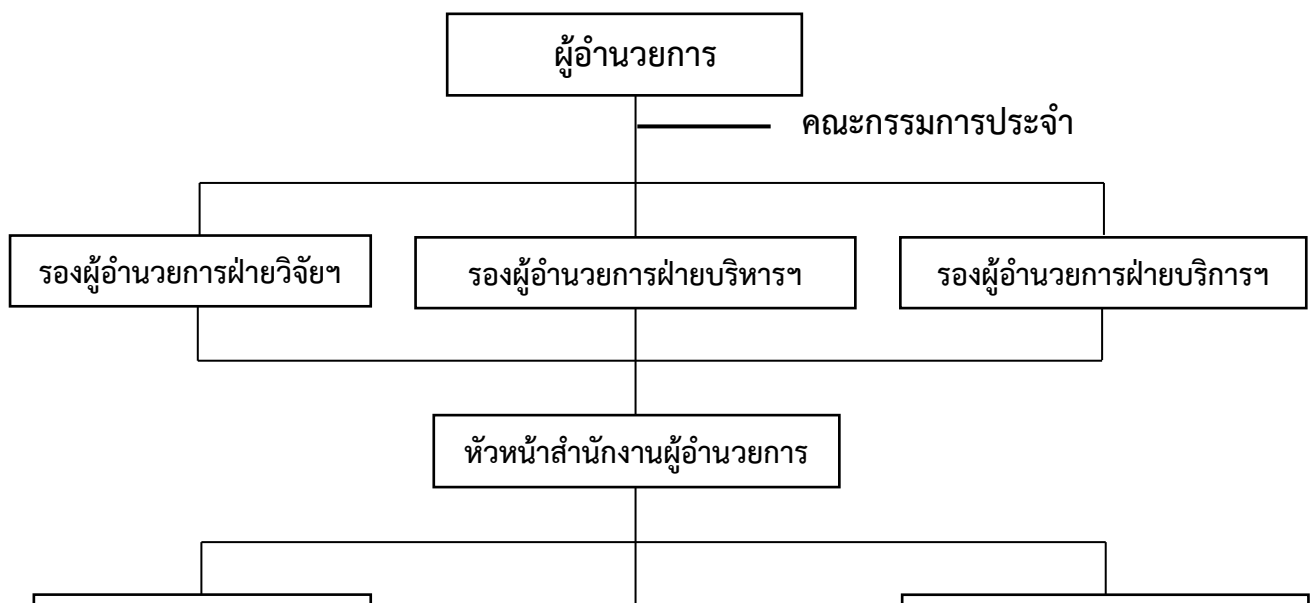 ผู้อำนวยการ
คณะกรรมการประจำ
รองผู้อำนวยการฝ่ายวิจัยฯ
รองผู้อำนวยการฝ่ายบริหารฯ
รองผู้อำนวยการฝ่ายบริการฯ
หัวหน้าสำนักงานผู้อำนวยการ